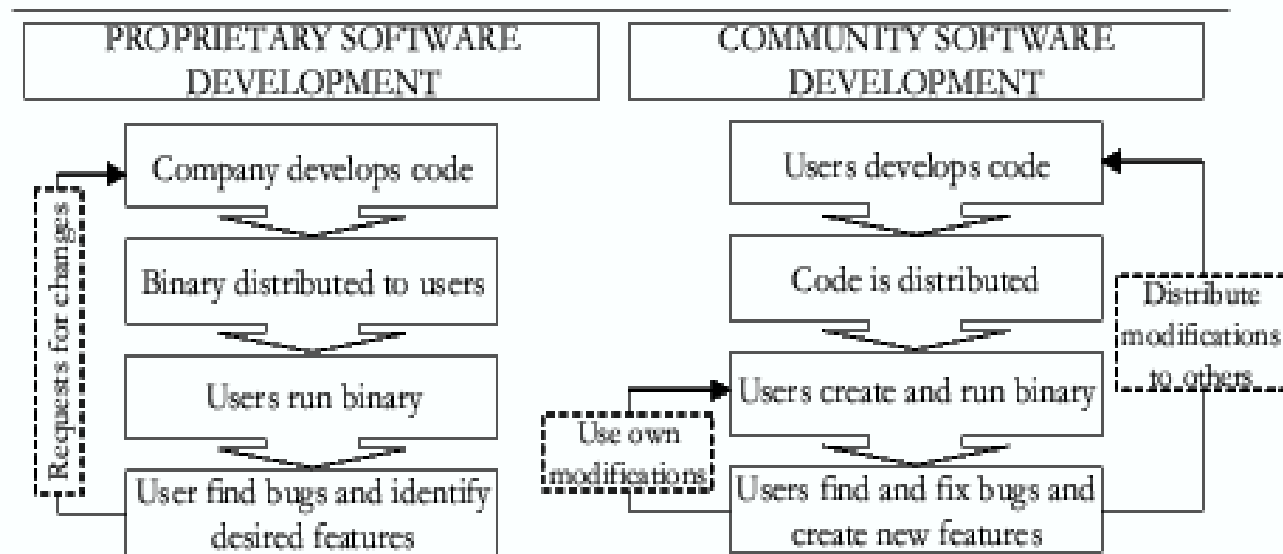 PROPRIETARY SOFTWARE
DEVELOPMENT
Company develops code
Binary distributed to users
Users run binary
User find bugs and identify
desired features
Requests for changes
COMMUNITY SOFTWARE
DEVELOPMENT
Users develops code
Code is distributed
Users create and run binary
Users find and fix bugs and
create new features
Use own
modifications
Distribute
modifications
to others